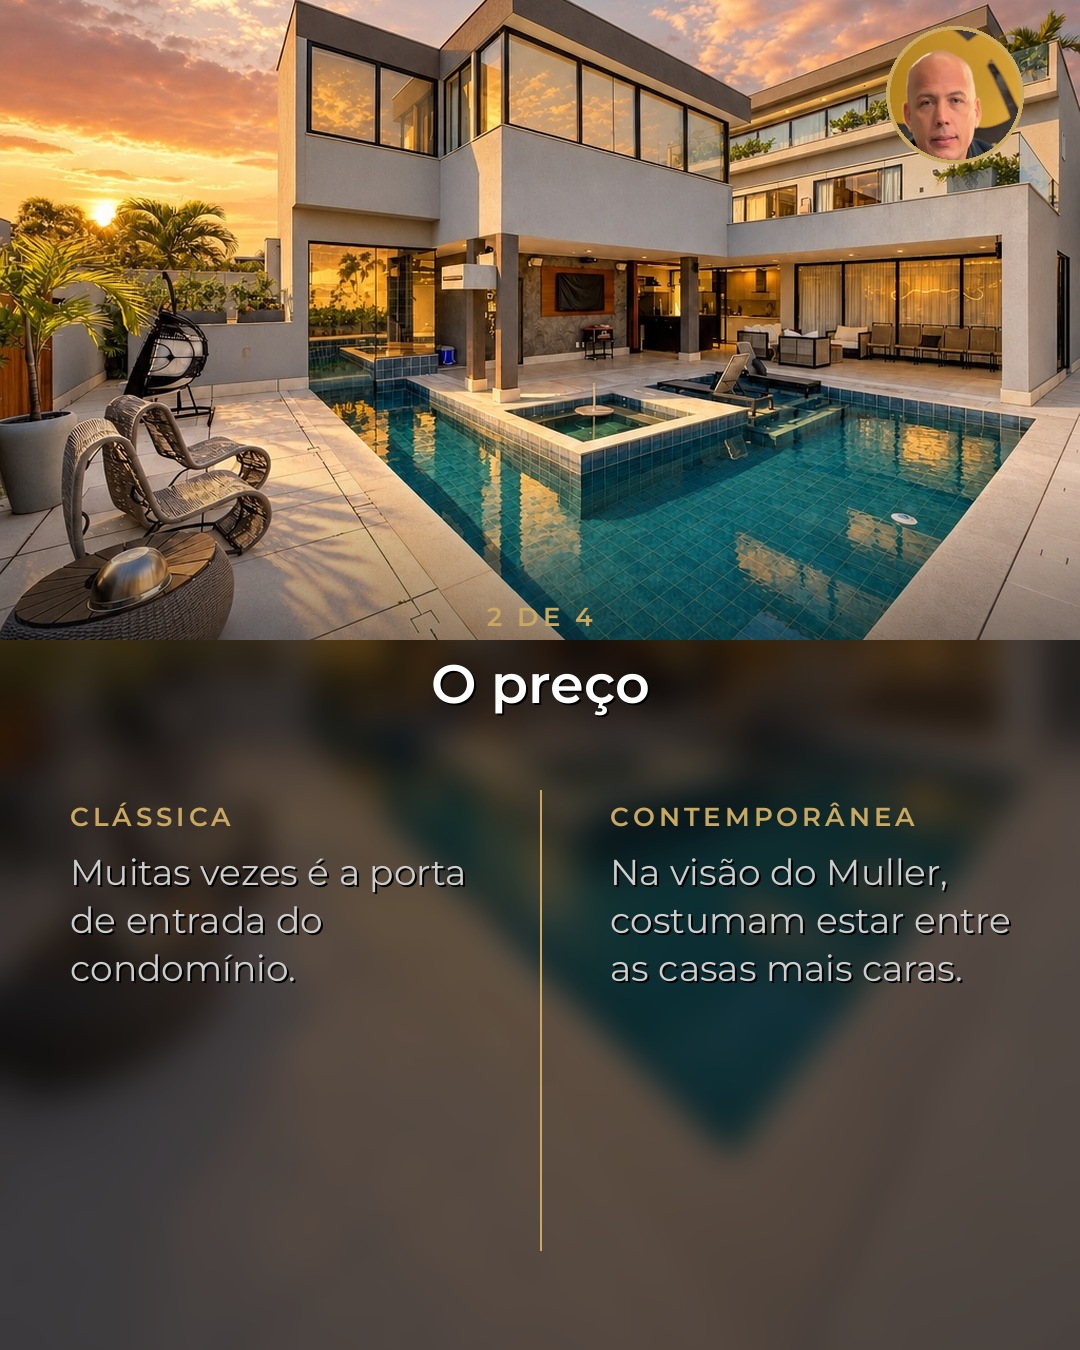 2 DE 4
O preço
CLÁSSICA
Muitas vezes é a porta
de entrada do
condomínio.
CONTEMPORÂNEA
Na visão do Muller,
costumam estar entre
as casas mais caras.